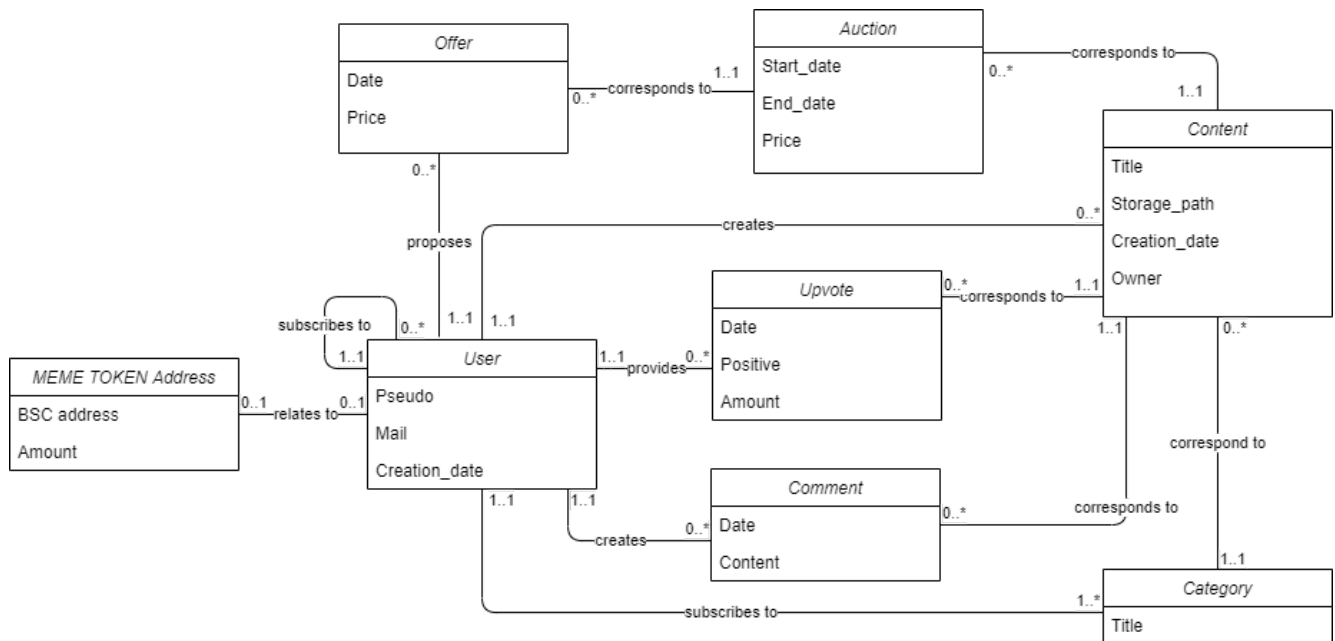 Offer
Date
Price
0..*
corresponds to
1..1
Auction
Start_date
End_date
Price
0..*
corresponds to
1..1
Content
Title
Storage_path
Creation_date
Owner
0..*
proposes
1..1
creates
0..*
1..1
subscribes to
0..*
1..1
MEME TOKEN Address
BSC address
Amount
0..1
relates to
0..1
User
Pseudo
Mail
Creation_date
1..1
provides
0..*
Upvote
Date
Positive
Amount
0..*
corresponds to
1..1
1..1
corresponds to
0..*
Comment
Date
Content
1..1
creates
0..*
0..*
correspond to
1..1
1..1
subscribes to
1..*
Category
Title